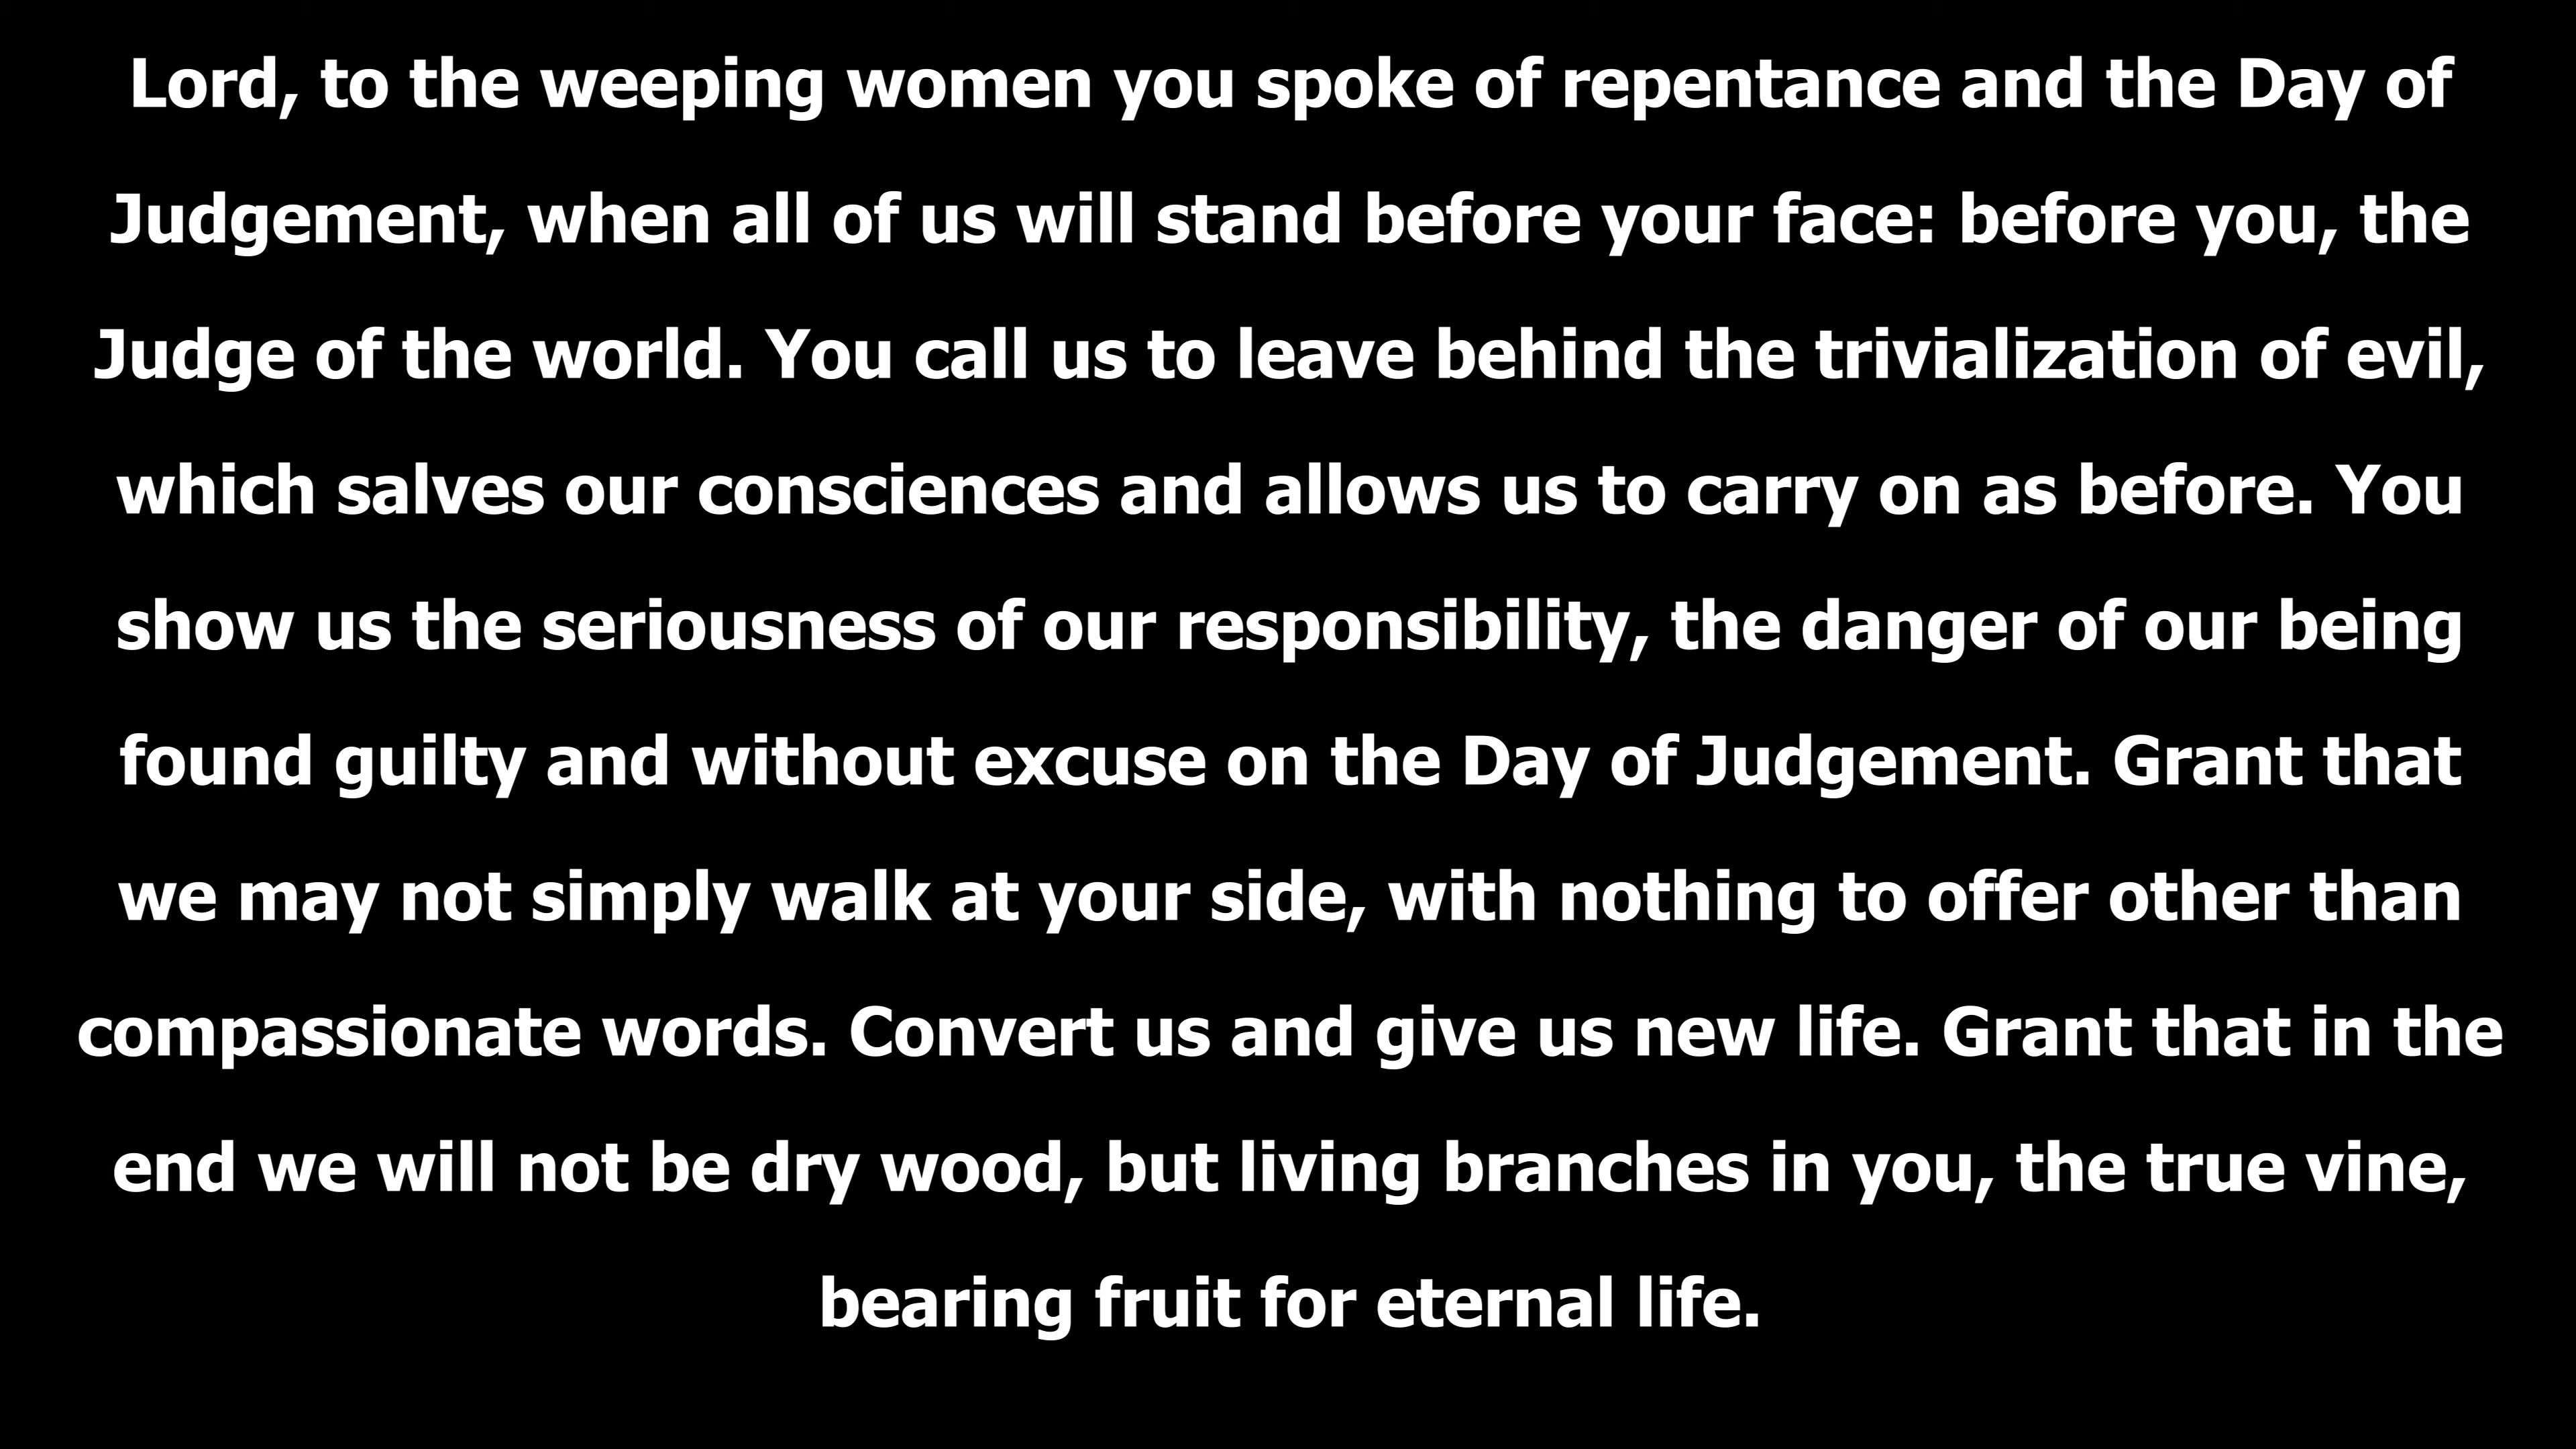 Lord, to the weeping women you spoke of repentance and the Day of
Judgement, when all of us will stand before your face: before you, the
Judge of the world. You call us to leave behind the trivialization of evil,
which salves our consciences and allows us to carry on as before. You
show us the seriousness of our responsibility, the danger of our being
found guilty and without excuse on the Day of Judgement. Grant that
we may not simply walk at your side, with nothing to offer other than
compassionate words. Convert us and give us new life. Grant that in the
end we will not be dry wood, but living branches in you, the true vine,
bearing fruit for eternal life.